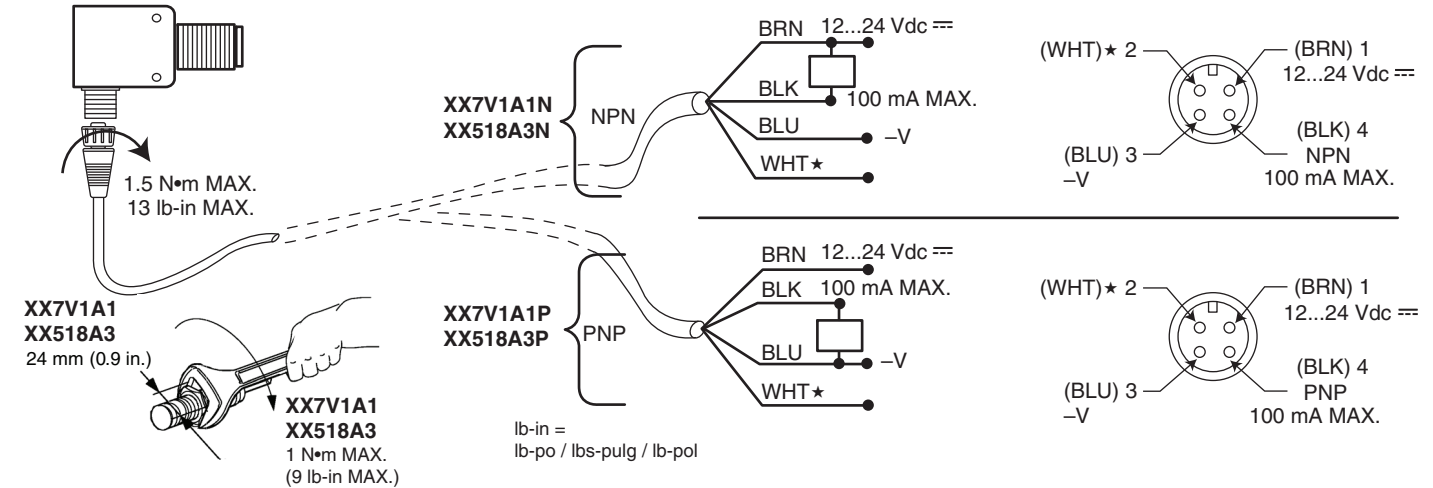 1.5 N•m MAX.
13 lb-in MAX.
XX7V1A1
XX518A3
24 mm (0.9 in.)
XX7V1A1
XX518A3
1 N•m MAX.
(9 lb-in MAX.)
XX7V1A1N
XX518A3N
NPN
BRN 12...24 Vdc ⎓
BLK
100 mA MAX.
BLU
–V
WHT★
(WHT)★ 2
(BRN) 1
12...24 Vdc ⎓
(BLU) 3
–V
(BLK) 4
NPN
100 mA MAX.
XX7V1A1P
XX518A3P
PNP
BRN 12...24 Vdc ⎓
BLK 100 mA MAX.
BLU
–V
WHT★
lb-in =
lb-po / lbs-pulg / lb-pol
(WHT)★ 2
(BRN) 1
12...24 Vdc ⎓
(BLU) 3
–V
(BLK) 4
PNP
100 mA MAX.